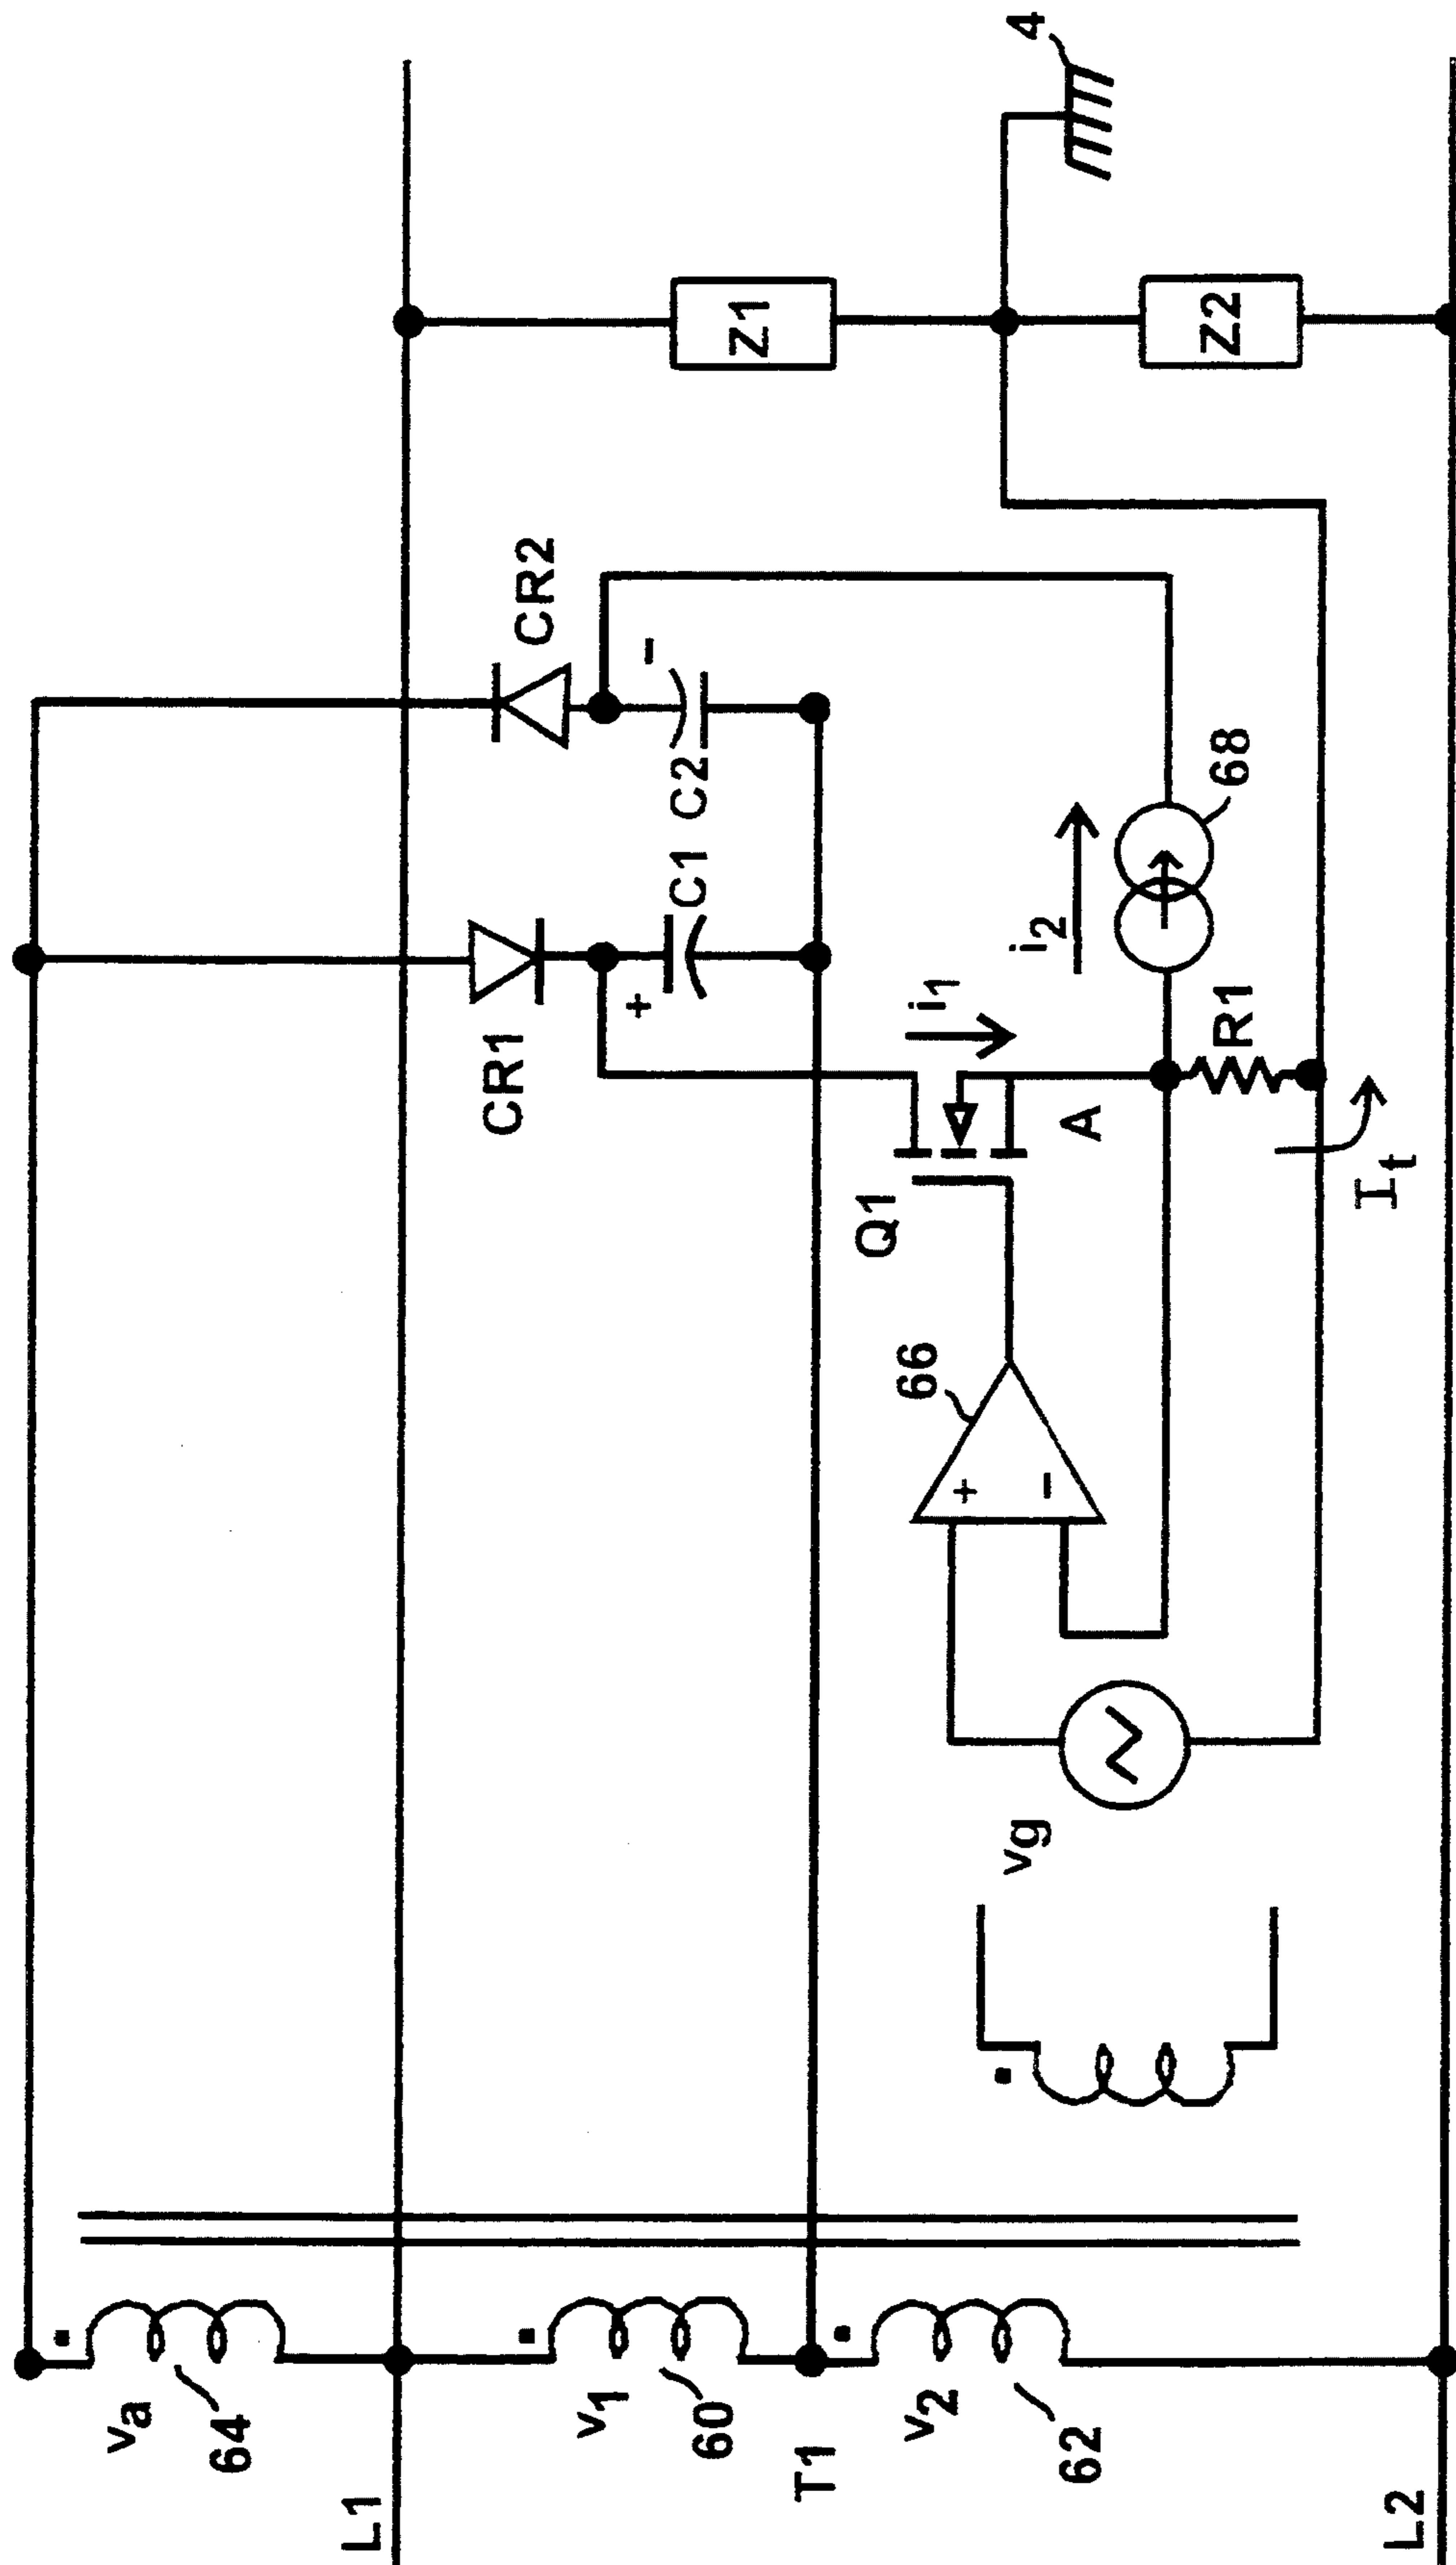 va
64
L1
v1
60
T1
v2
62
L2
vg
66
+
−
Q1
A
i1
i2
R1
68
It
CR1
+
C1
C2
−
CR2
Z1
Z2
4